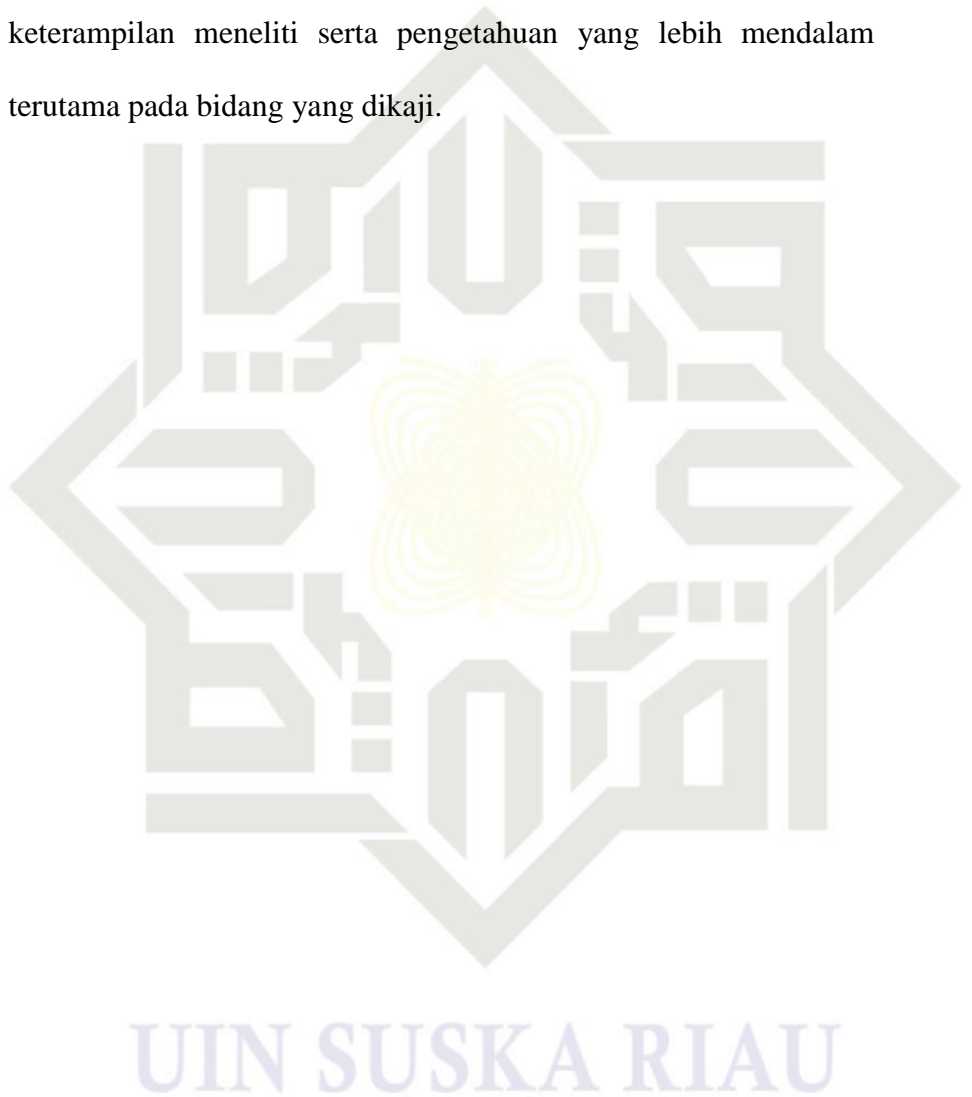 keterampilan meneliti serta pengetahuan yang lebih mendalam
terutama pada bidang yang dikaji.
UIN SUSKA RIAU